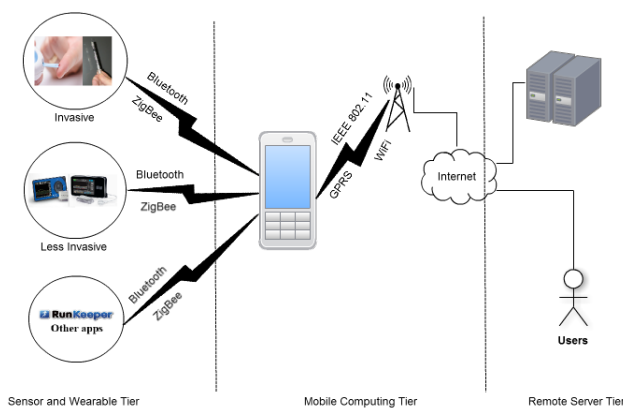 Invasive
Bluetooth
ZigBee
Less Invasive
Bluetooth
ZigBee
RunKeeper
Other apps
Bluetooth
ZigBee
IEEE 802.11
GPRS
WiFi
Internet
Users
Sensor and Wearable Tier
Mobile Computing Tier
Remote Server Tier